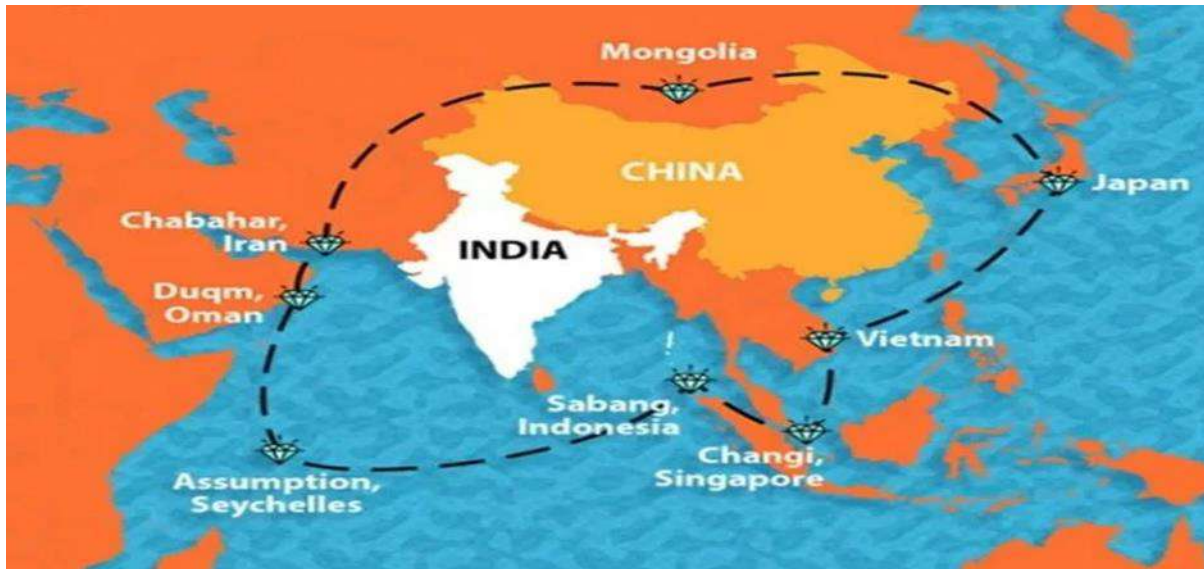 Mongolia
CHINA
Japan
Chabahar,
Iran
INDIA
Duqm,
Oman
Vietnam
Sabang,
Indonesia
Changi,
Singapore
Assumption,
Seychelles